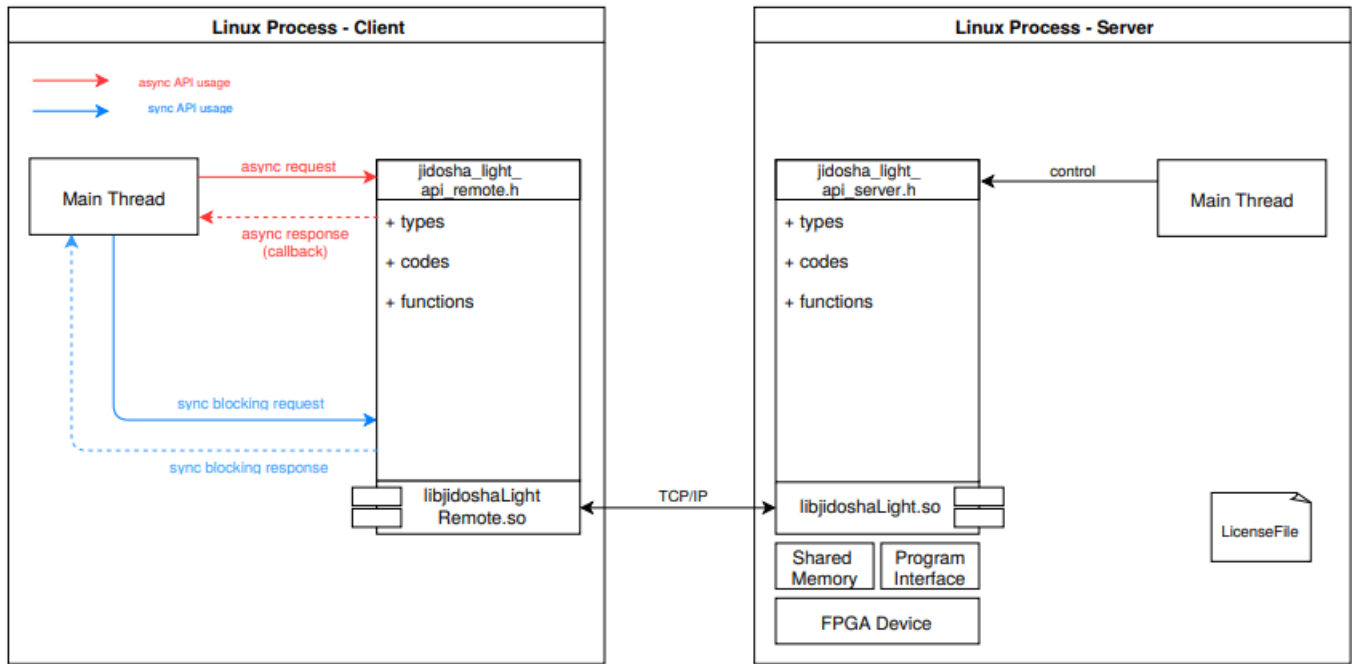 Linux Process - Client
async API usage
sync API usage
Main Thread
async request
async response
(callback)
jidosha_light_
api_remote.h
+ types
+ codes
+ functions
sync blocking request
sync blocking response
libjidoshaLight
Remote.so
TCP/IP
Linux Process - Server
jidosha_light_
api_server.h
+ types
+ codes
+ functions
control
Main Thread
libjidoshaLight.so
Shared
Memory
Program
Interface
FPGA Device
LicenseFile